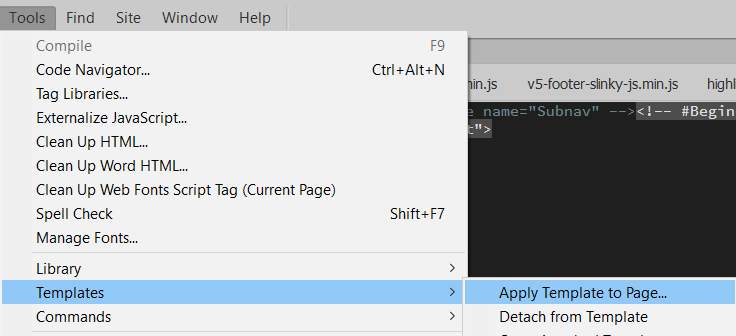 Tools Find Site Window Help
Compile F9
Code Navigator... Ctrl+Alt+N
Tag Libraries...
nin.js v5-footer-slinky-js.min.js highl
Externalize JavaScript...
e name="Subnav" --><!-- #Begin
t">
Clean Up HTML...
Clean Up Word HTML...
Clean Up Web Fonts Script Tag (Current Page)
Spell Check Shift+F7
Manage Fonts...
Library
Templates
Apply Template to Page...
Commands
Detach from Template